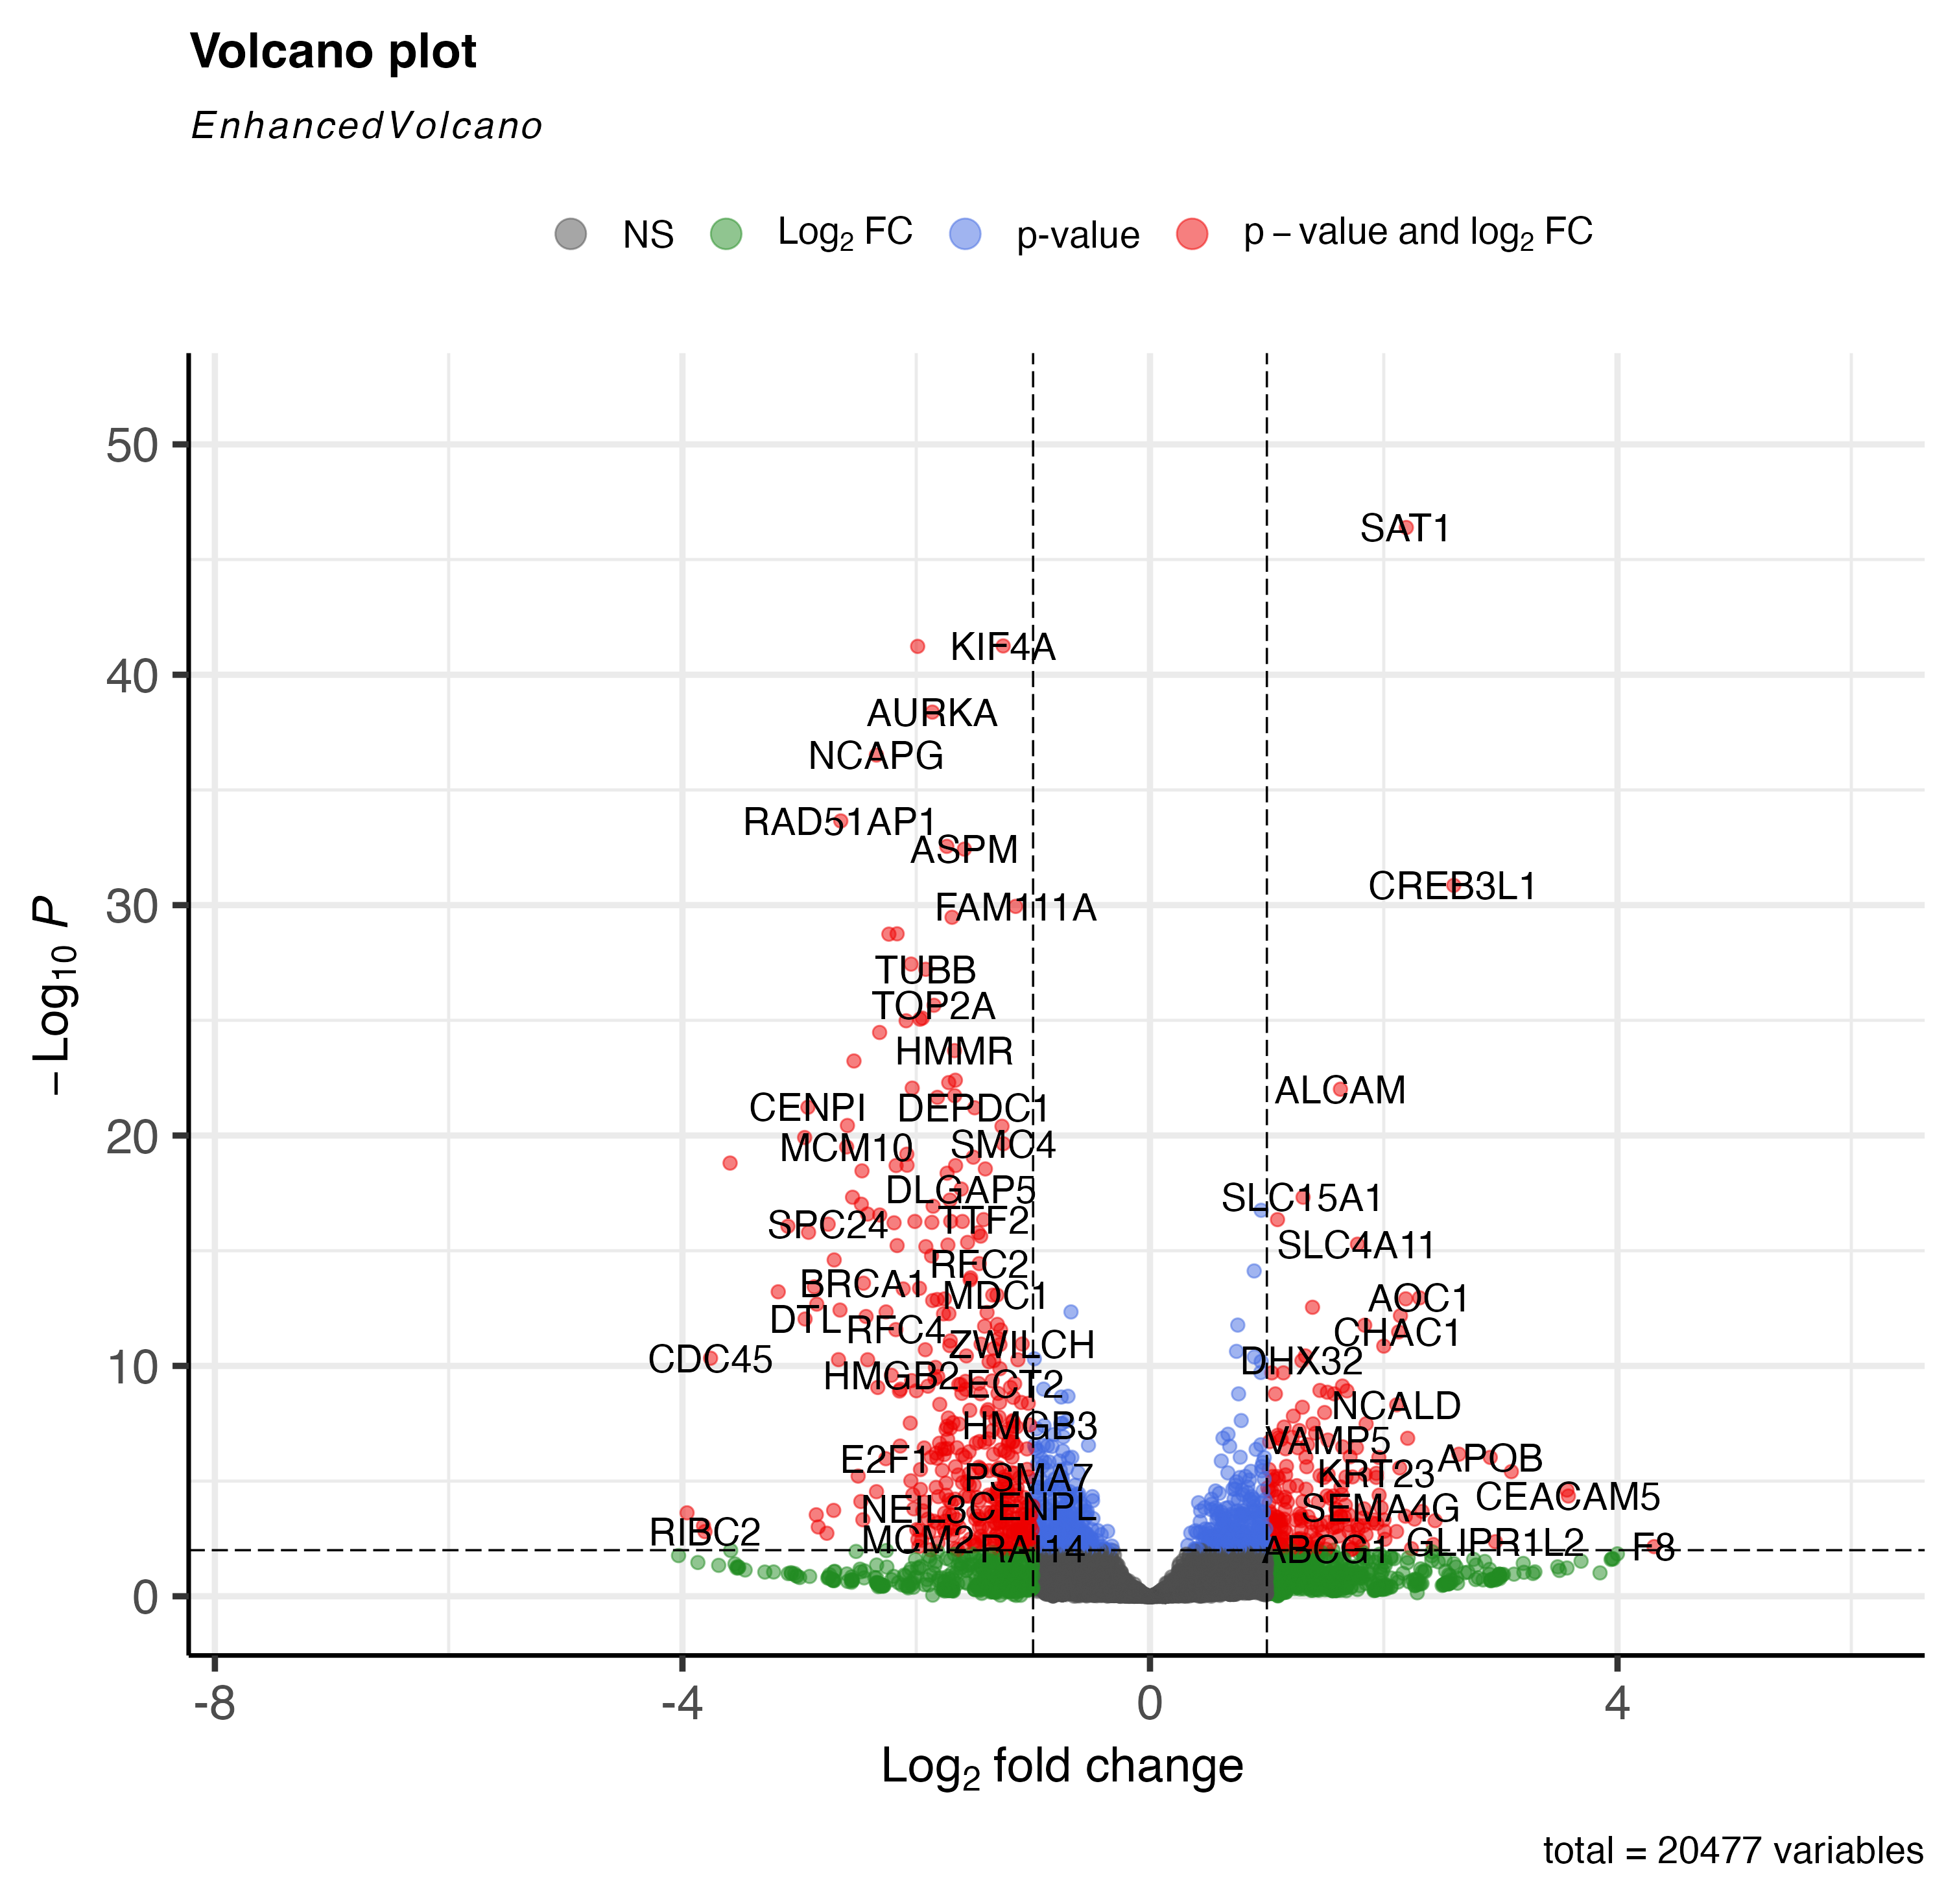 Volcano plot
EnhancedVolcano
NS Log2 FC p-value p − value and log2 FC
50
SAT1
KIF4A
40
AURKA
NCAPG
RAD51AP1
ASPM
CREB3L1
30
FAM111A
TUBB
TOP2A
HMMR
ALCAM
CENPI
DEPDC1
20
MCM10
SMC4
DLGAP5
SLC15A1
SPC24
TTF2
SLC4A11
RFC2
BRCA1
MDC1
AOC1
DTL
RFC4
CHAC1
ZWILCH
CDC45
DHX32
10
HMGB2
ECT2
NCALD
HMGB3
VAMP5
E2F1
APOB
PSMA7
KRT23
CEACAM5
NEIL3
CENPL
SEMA4G
RIBC2
MCM2
GLIPR1L2
F8
RAI14
ABCG1
0
−Log10 P
-8 -4 0 4
Log2 fold change
total = 20477 variables